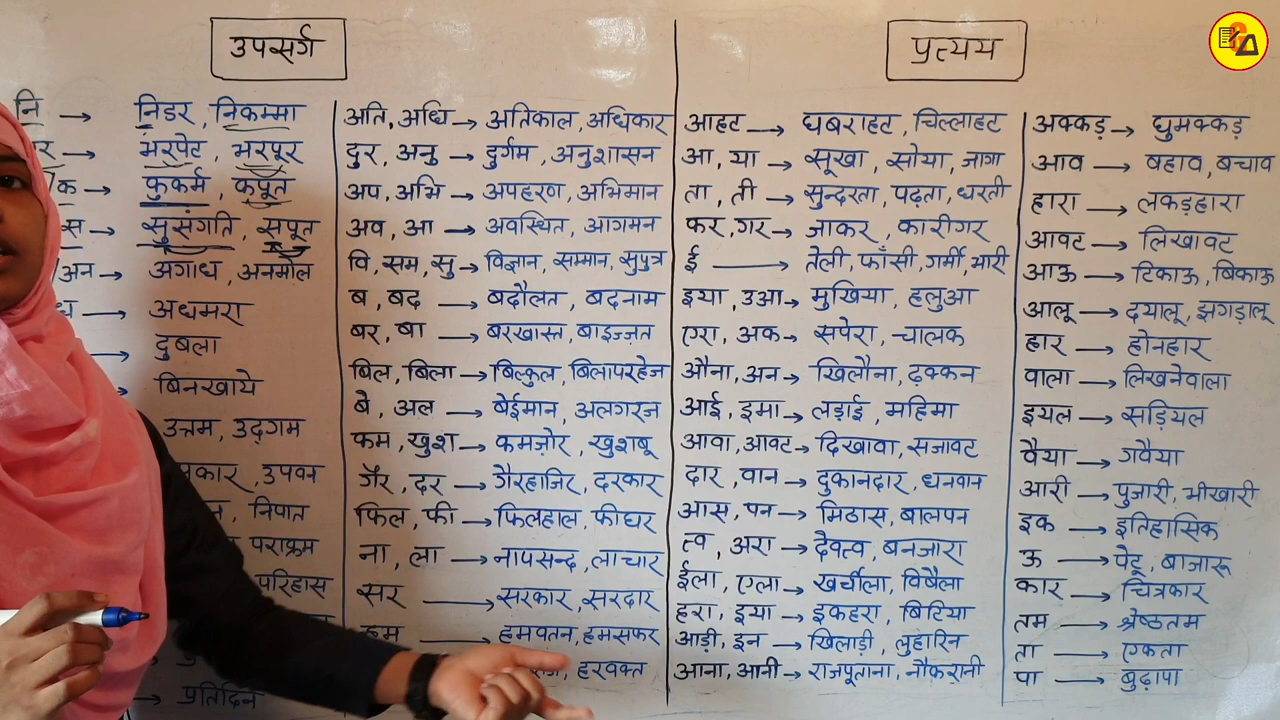 उपसर्ग
नि → निडर, निकम्मा
र → भरपेट, भरपूर
क → कुकर्म, कपूत
स → सुसंगति, सपूत
अन → अगाध, अनमोल
ध → अधमरा
→ दुबला
बिनखाये
उत्तम, उद्गम
कार, उपवन
निपात
पराक्रम
परिहास
→ प्रतिदिन
अति, अधि → अतिकाल, अधिकार
दुर, अनु → दुर्गम, अनुशासन
अप, अभि → अपहरण, अभिमान
अव, आ → अवस्थित, आगमन
वि, सम, सु → विज्ञान, सम्मान, सुपुत्र
ब, बद → बदौलत, बदनाम
बर, बा → बरखास्त, बाइज्ज़त
बिल, बिला → बिल्कुल, बिलापरहेज
बे, अल → बेईमान, अलगरज
कम, खुश → कमज़ोर, खुशबू
गैर, दर → गैरहाजिर, दरकार
फिल, फी → फिलहाल, फीघर
ना, ला → नापसन्द, लाचार
सर → सरकार, सरदार
हम → हमवतन, हमसफर
हरवक्त
प्रत्यय
आहट → घबराहट, चिल्लाहट
आ, या → सूखा, सोया, जागा
ता, ती → सुन्दरता, पढ़ता, धरती
कर, गर → जाकर, कारीगर
ई → तेली, फाँसी, गर्मी, भारी
इया, उआ → मुखिया, हलुआ
एरा, अक → सपेरा, चालक
औना, अन → खिलौना, ढ़क्कन
आई, इमा → लड़ाई, महिमा
आवा, आवट → दिखावा, सजावट
दार, वान → दुकानदार, धनवान
आस, पन → मिठास, बालपन
त्व, अरा → देवत्व, बनजारा
ईला, एला → खर्चीला, विषैला
हरा, इया → इकहरा, बिटिया
आड़ी, इन → खिलाड़ी, लुहारिन
आना, आनी → राजपूताना, नौकरानी
अक्कड़ → घुमक्कड़
आव → बहाव, बचाव
हारा → लकड़हारा
आवट → लिखावट
आऊ → टिकाऊ, बिकाऊ
आलू → दयालू, झगड़ालू
हार → होनहार
वाला → लिखनेवाला
इयल → सड़ियल
वैया → गवैया
आरी → पुजारी, भीखारी
इक → इतिहासिक
ऊ → पेटू, बाजारू
कार → चित्रकार
तम → श्रेष्ठतम
ता → एकता
पा → बुढ़ापा